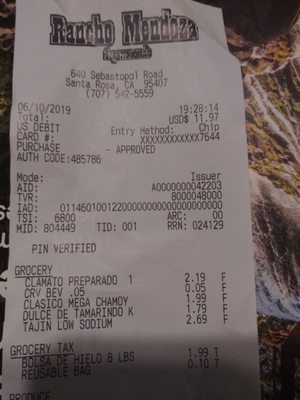 Rancho Mendoza
640 Sebastopol Road
Santa Rosa, CA 95407
(707) 542-5559
06/10/2019 19:28:14
Total: USD$ 11.97
US DEBIT Entry Method: Chip
CARD #: XXXXXXXXXXXX7644
PURCHASE - APPROVED
AUTH CODE:485786
Mode: Issuer
AID: A0000000042203
TVR: 8000048000
IAD: 0114601001220000000000000000000000
TSI: 6800 ARC: 00
MID: 804449 TID: 001 RRN: 024129
PIN VERIFIED
GROCERY
CLAMATO PREPARADO 1 2.19 F
CRV BEV .05 0.05 F
CLASICO MEGA CHAMOY 1.99 F
DULCE DE TAMARINDO K 1.79 F
TAJIN LOW SODIUM 2.69 F
GROCERY TAX
BOLSA DE HIELO 8 LBS 1.99 T
REUSABLE BAG 0.10 T
PRODUCE